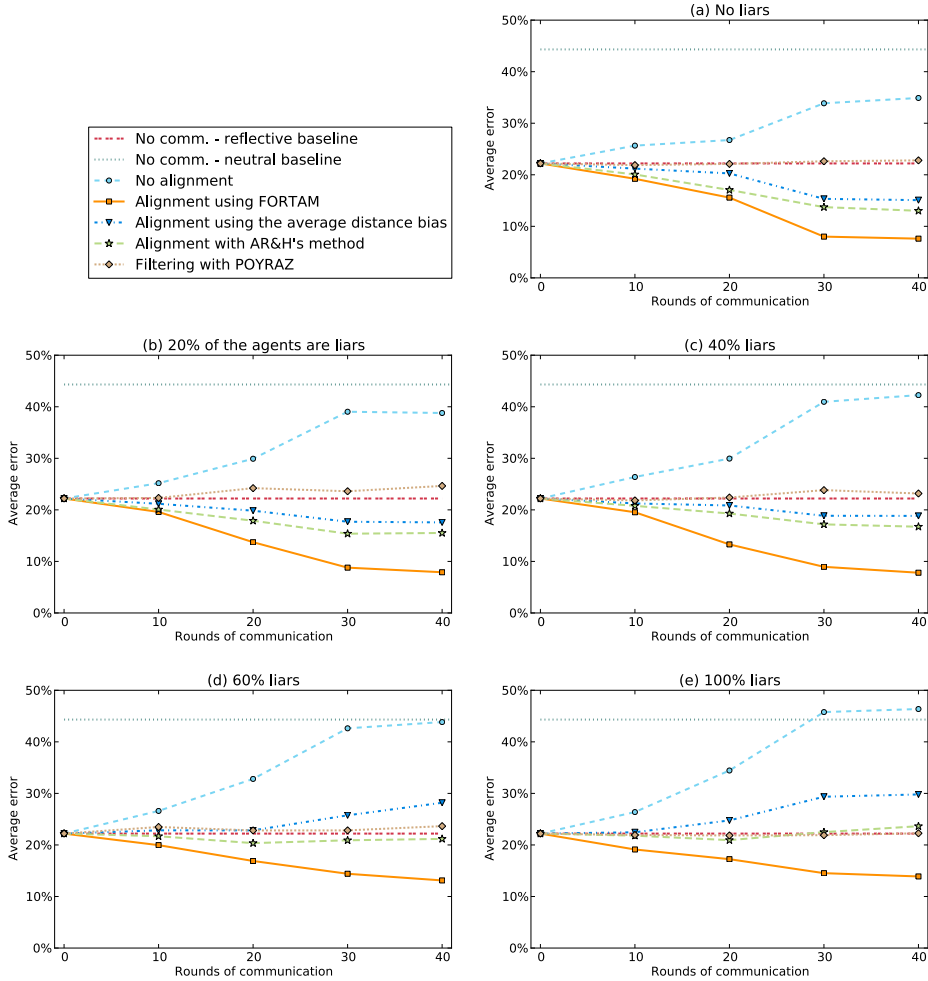 (a) No liars
50%
40%
30%
20%
10%
0%
Average error
0 10 20 30 40
Rounds of communication
No comm. - reflective baseline
No comm. - neutral baseline
No alignment
Alignment using FORTAM
Alignment using the average distance bias
Alignment with AR&H's method
Filtering with POYRAZ
(b) 20% of the agents are liars
50%
40%
30%
20%
10%
0%
Average error
0 10 20 30 40
Rounds of communication
(c) 40% liars
50%
40%
30%
20%
10%
0%
Average error
0 10 20 30 40
Rounds of communication
(d) 60% liars
50%
40%
30%
20%
10%
0%
Average error
0 10 20 30 40
Rounds of communication
(e) 100% liars
50%
40%
30%
20%
10%
0%
Average error
0 10 20 30 40
Rounds of communication